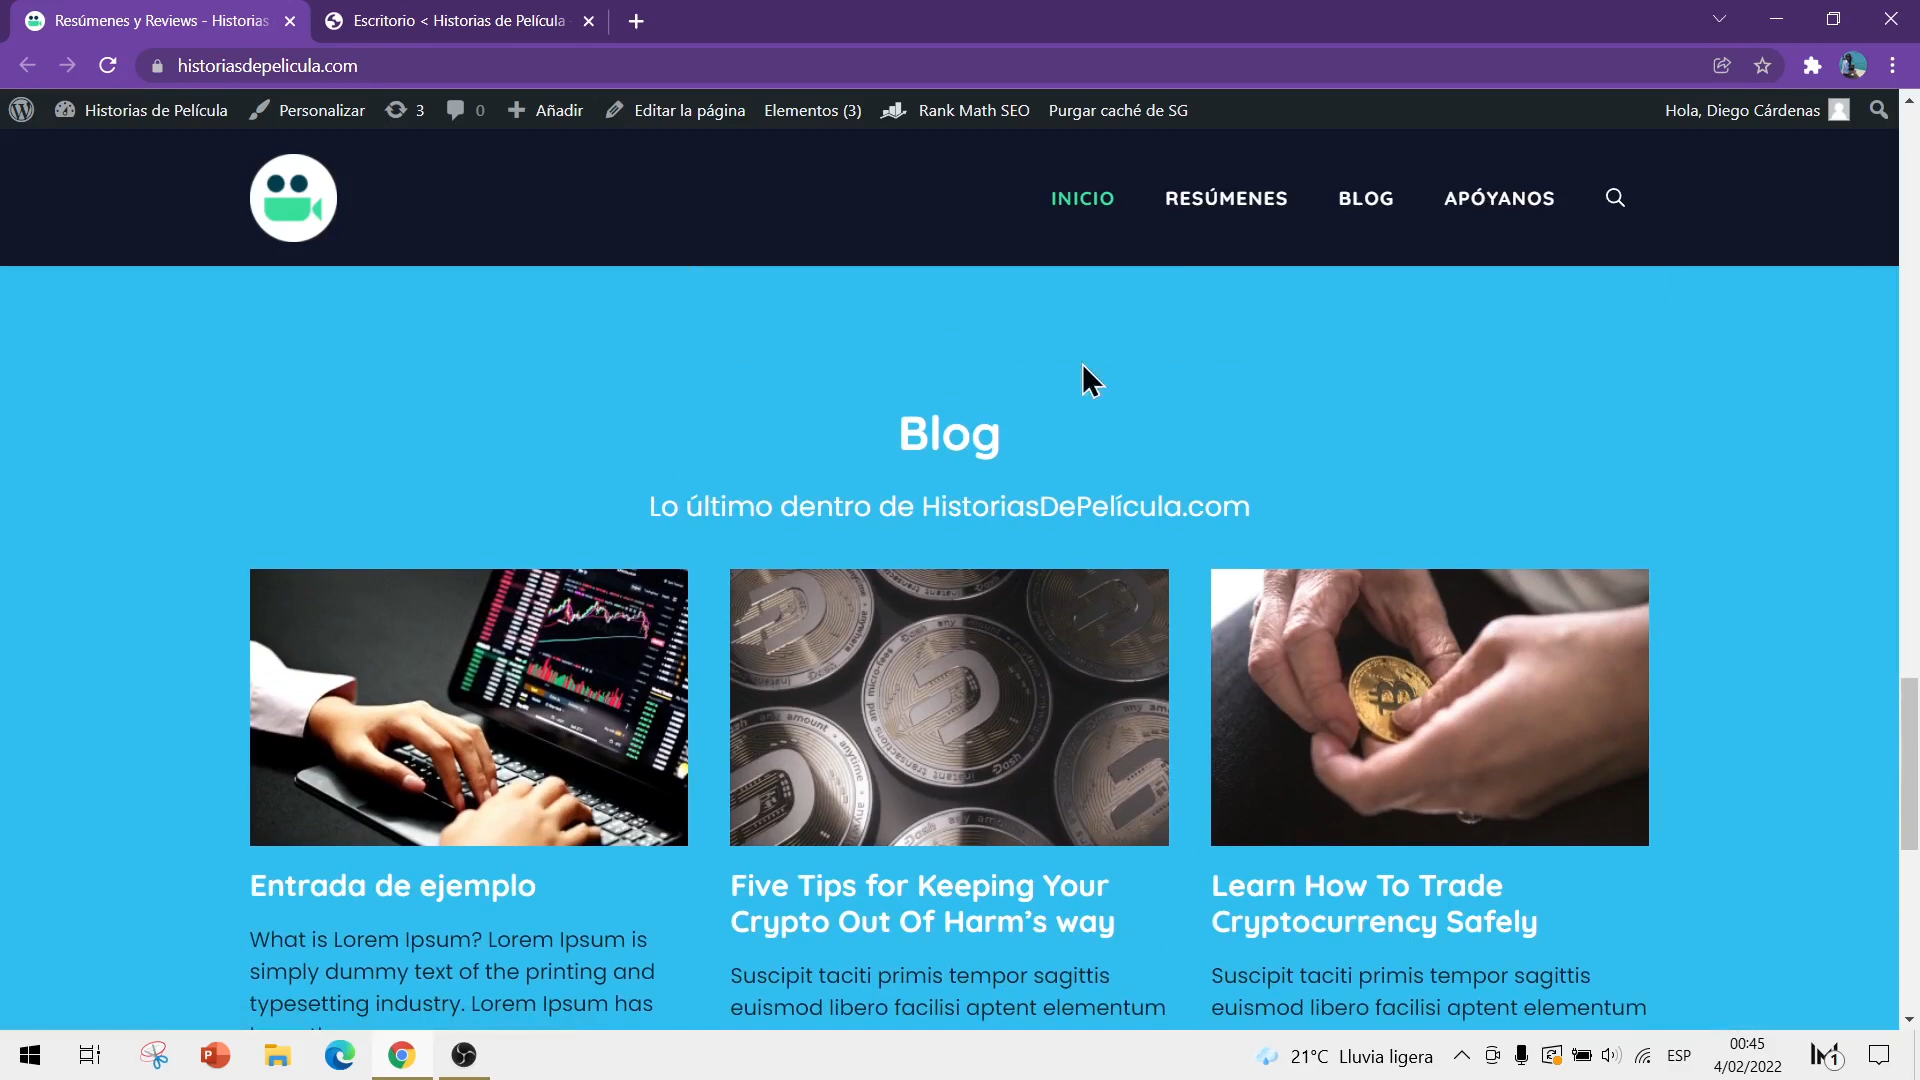 Resúmenes y Reviews - Historias
Escritorio < Historias de Película
historiasdepelicula.com
Historias de Película
Personalizar
3
0
Añadir
Editar la página
Elementos (3)
Rank Math SEO
Purgar caché de SG
Hola, Diego Cárdenas
INICIO
RESÚMENES
BLOG
APÓYANOS
Blog
Lo último dentro de HistoriasDePelícula.com
Entrada de ejemplo
What is Lorem Ipsum? Lorem Ipsum is
simply dummy text of the printing and
typesetting industry. Lorem Ipsum has
Five Tips for Keeping Your
Crypto Out Of Harm’s way
Suscipit taciti primis tempor sagittis
euismod libero facilisi aptent elementum
Learn How To Trade
Cryptocurrency Safely
Suscipit taciti primis tempor sagittis
euismod libero facilisi aptent elementum
21°C Lluvia ligera
ESP
00:45
4/02/2022
1